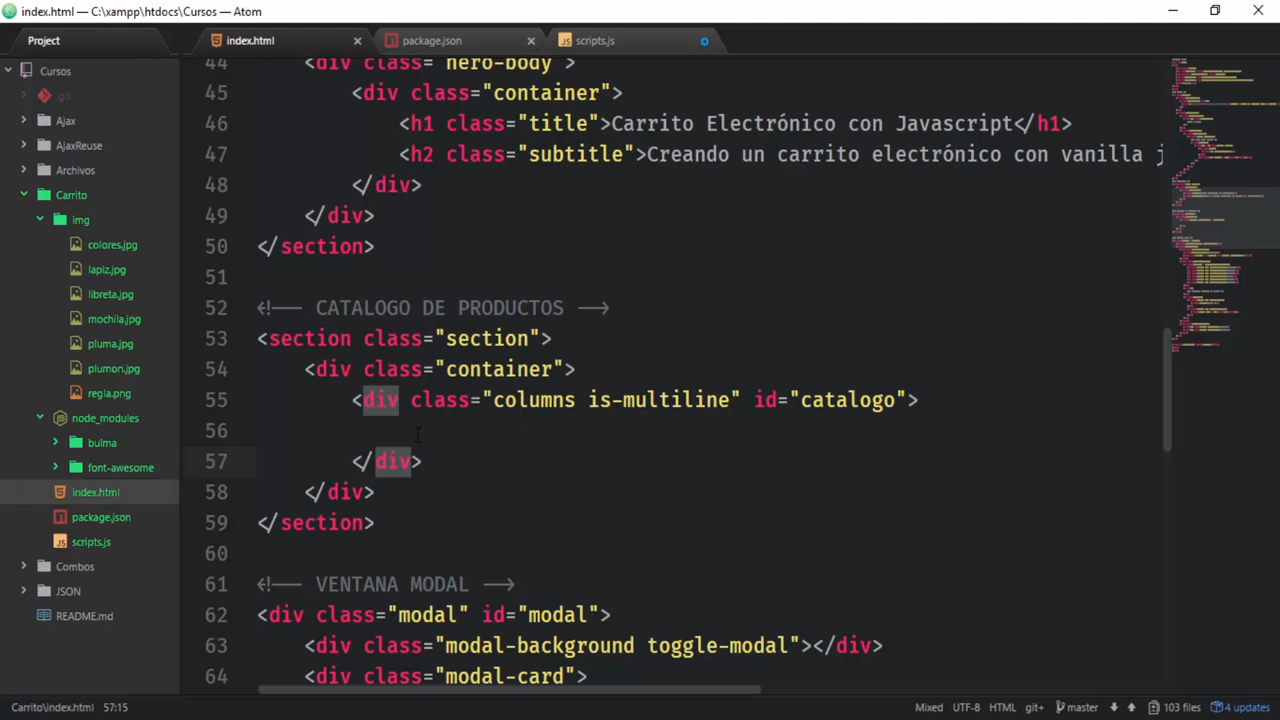 index.html — C:\xampp\htdocs\Cursos — Atom
Project
index.html
package.json
scripts.js
Cursos
.git
Ajax
AjaxReuse
Archivos
Carrito
img
colores.jpg
lapiz.jpg
libreta.jpg
mochila.jpg
pluma.jpg
plumon.jpg
regla.png
node_modules
bulma
font-awesome
index.html
package.json
scripts.js
Combos
JSON
README.md
44 <div class="hero-body">
45 <div class="container">
46 <h1 class="title">Carrito Electrónico con Javascript</h1>
47 <h2 class="subtitle">Creando un carrito electrónico con vanilla j
48 </div>
49 </div>
50 </section>
51
52 <!-- CATALOGO DE PRODUCTOS -->
53 <section class="section">
54 <div class="container">
55 <div class="columns is-multiline" id="catalogo">
56
57 </div>
58 </div>
59 </section>
60
61 <!-- VENTANA MODAL -->
62 <div class="modal" id="modal">
63 <div class="modal-background toggle-modal"></div>
64 <div class="modal-card">
Carrito\index.html 57:15 Mixed UTF-8 HTML git+ master 103 files 4 updates